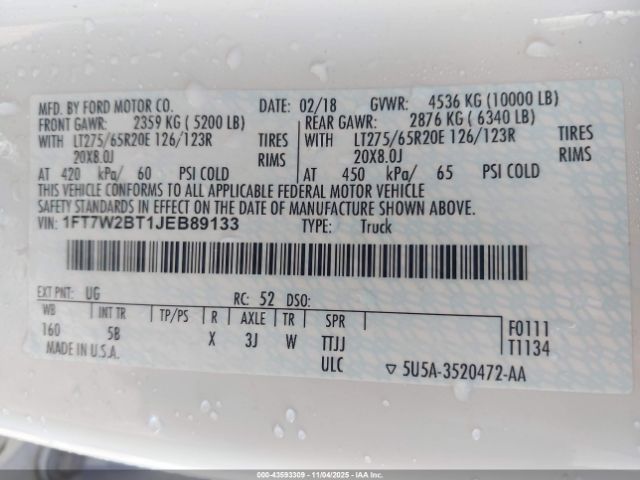 MFD. BY FORD MOTOR CO. DATE: 02/18 GVWR: 4536 KG (10000 LB)
FRONT GAWR: 2359 KG (5200 LB) REAR GAWR: 2876 KG (6340 LB)
WITH LT275/65R20E 126/123R TIRES WITH LT275/65R20E 126/123R TIRES
20X8.0J RIMS 20X8.0J RIMS
AT 420 kPa/ 60 PSI COLD AT 450 kPa/ 65 PSI COLD
THIS VEHICLE CONFORMS TO ALL APPLICABLE FEDERAL MOTOR VEHICLE
SAFETY STANDARDS IN EFFECT ON THE DATE OF MANUFACTURE SHOWN ABOVE.
VIN: 1FT7W2BT1JEB89133 TYPE: Truck
EXT PNT: UG RC: 52 DSO:
WB INT TR TP/PS R AXLE TR SPR F0111
160 5B X 3J W TTJJ T1134
MADE IN U.S.A. ULC ▽5U5A-3520472-AA
000-43593309 - 11/04/2025 - IAA Inc.